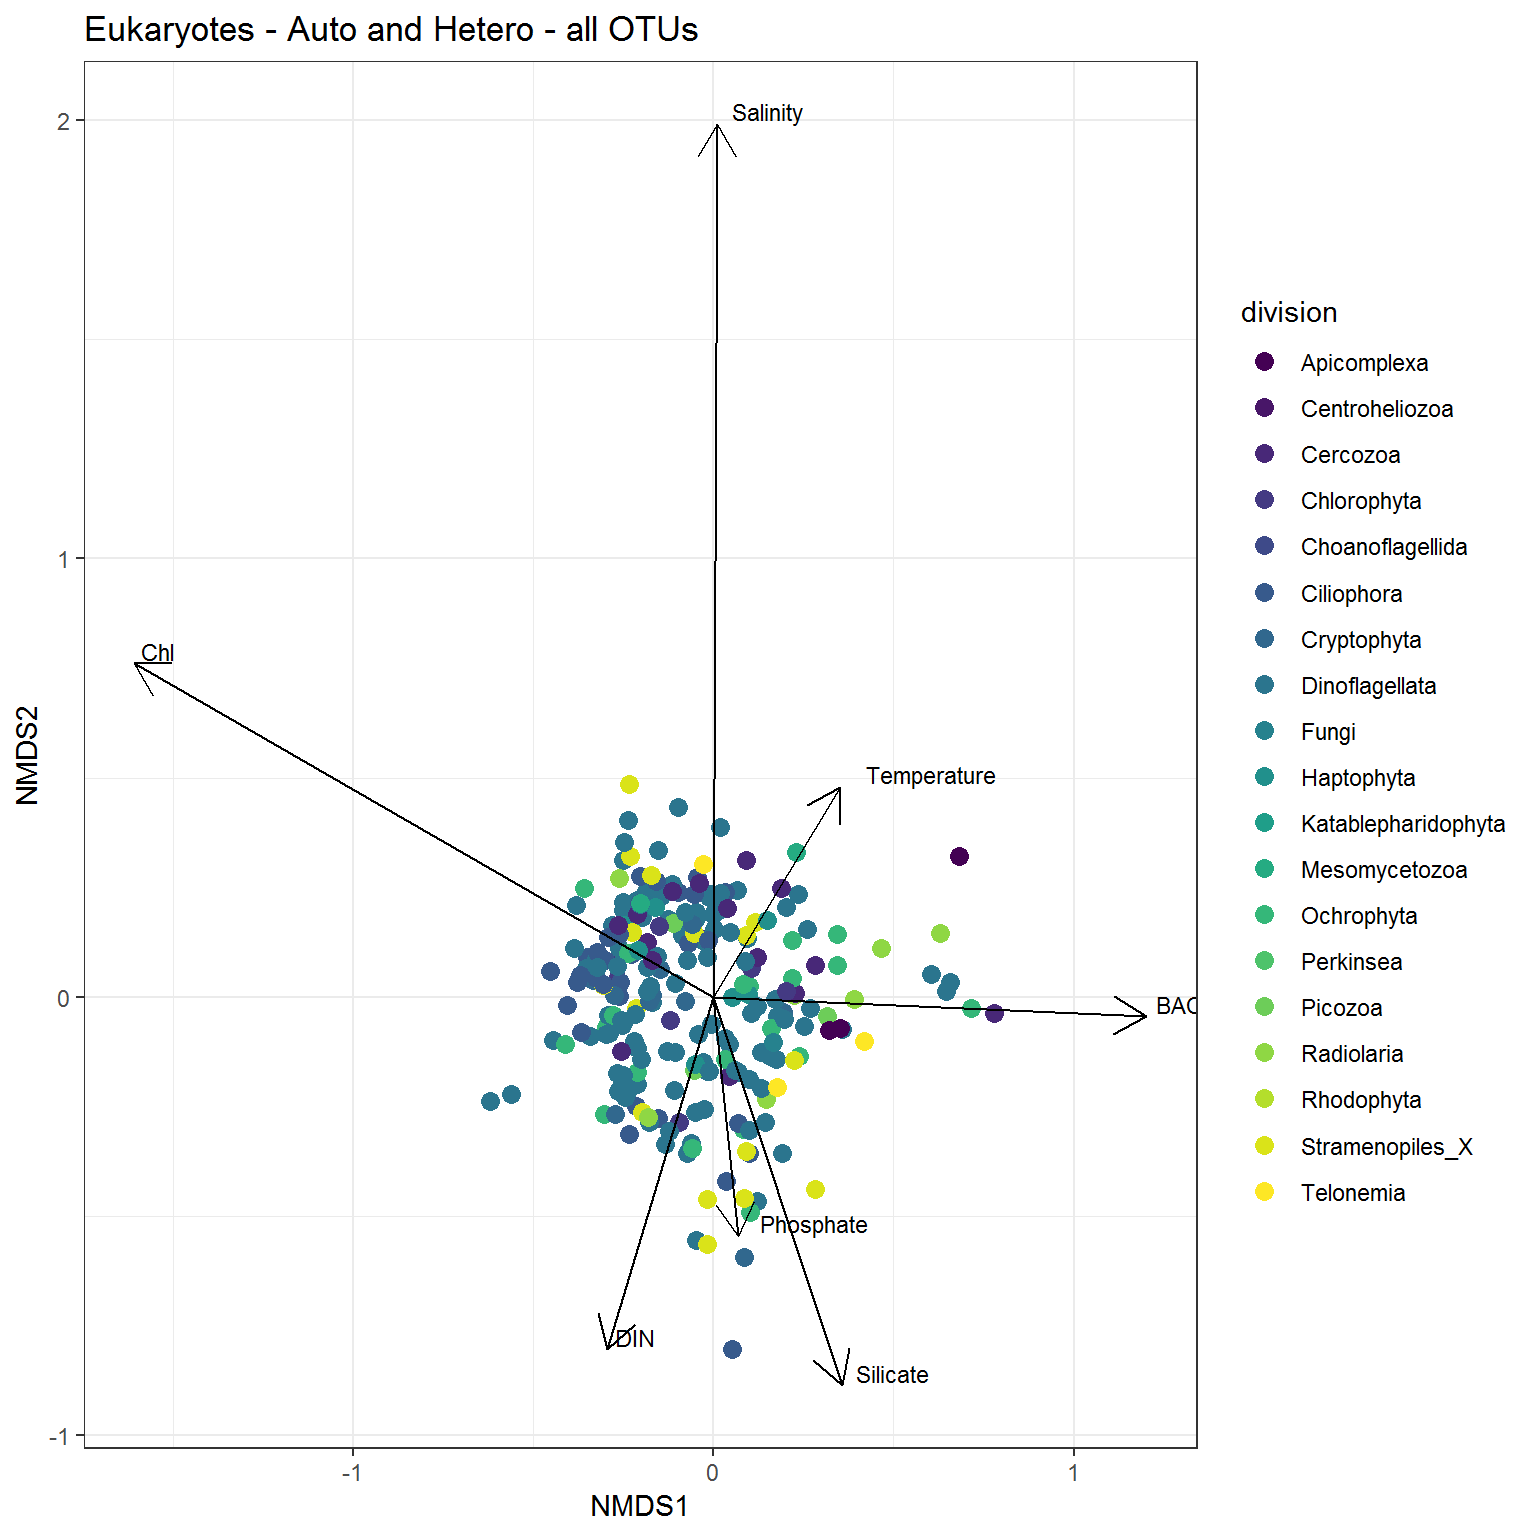 Eukaryotes - Auto and Hetero - all OTUs
2
1
0
-1
NMDS2
Salinity
Chl
Temperature
BAC
Phosphate
DIN
Silicate
-1
0
1
NMDS1
division
Apicomplexa
Centroheliozoa
Cercozoa
Chlorophyta
Choanoflagellida
Ciliophora
Cryptophyta
Dinoflagellata
Fungi
Haptophyta
Katablepharidophyta
Mesomycetozoa
Ochrophyta
Perkinsea
Picozoa
Radiolaria
Rhodophyta
Stramenopiles_X
Telonemia